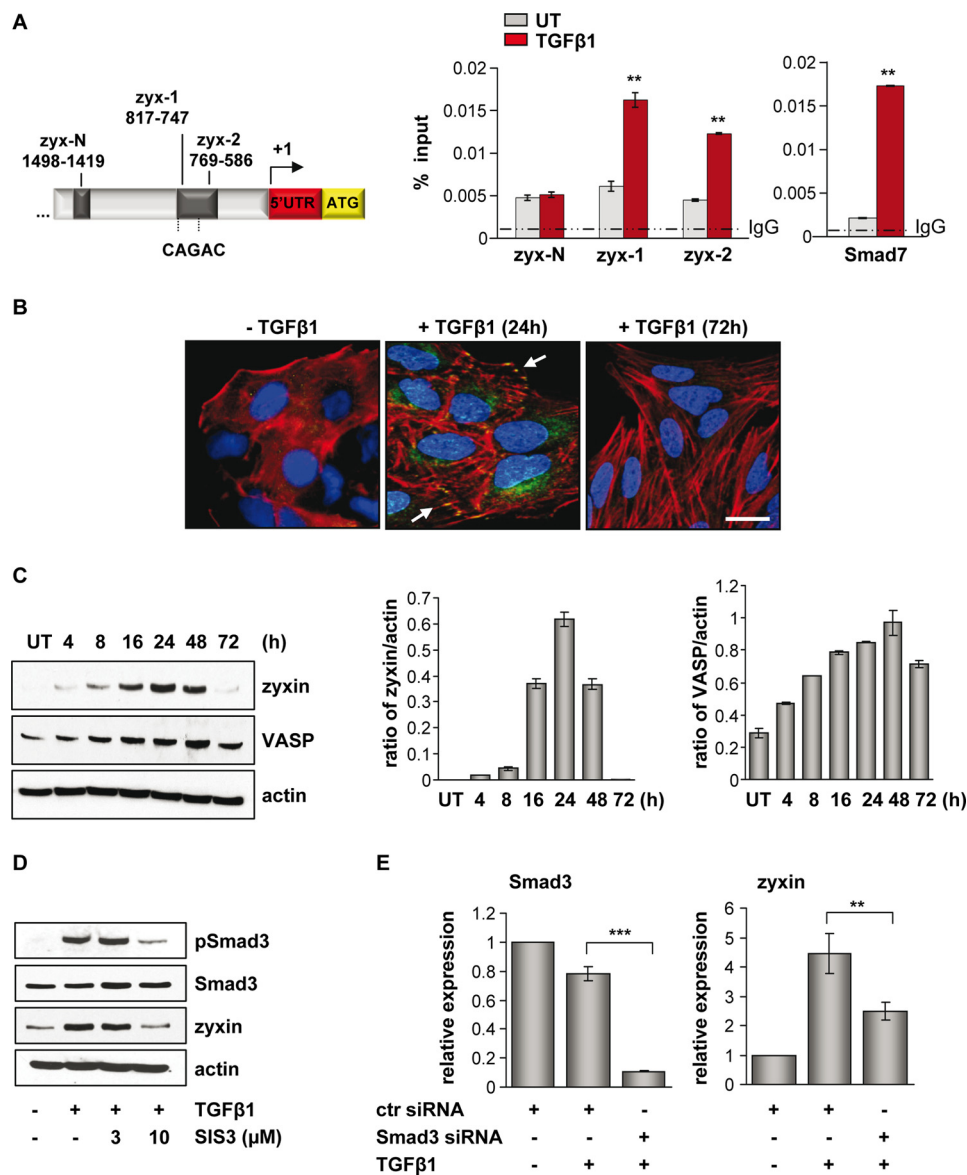 A
UT
TGFβ1
zyx-1
817-747
zyx-N
1498-1419
zyx-2
769-586
+1
...
5'UTR
ATG
CAGAC
% input
0.02
0.015
0.01
0.005
0
**
**
IgG
zyx-N
zyx-1
zyx-2
0.02
0.015
0.01
0.005
0
**
IgG
Smad7
B
- TGFβ1
+ TGFβ1 (24h)
+ TGFβ1 (72h)
C
UT 4 8 16 24 48 72 (h)
zyxin
VASP
actin
ratio of zyxin/actin
0.7
0.6
0.5
0.4
0.3
0.2
0.1
0
UT 4 8 16 24 48 72 (h)
ratio of VASP/actin
1.2
1
0.8
0.6
0.4
0.2
0
UT 4 8 16 24 48 72 (h)
D
pSmad3
Smad3
zyxin
actin
- + + + TGFβ1
- - 3 10 SIS3 (μM)
E
Smad3
relative expression
1.2
1
0.8
0.6
0.4
0.2
0
***
zyxin
relative expression
6
5
4
3
2
1
0
**
ctr siRNA + + - + + -
Smad3 siRNA - - + - - +
TGFβ1 - + + - + +